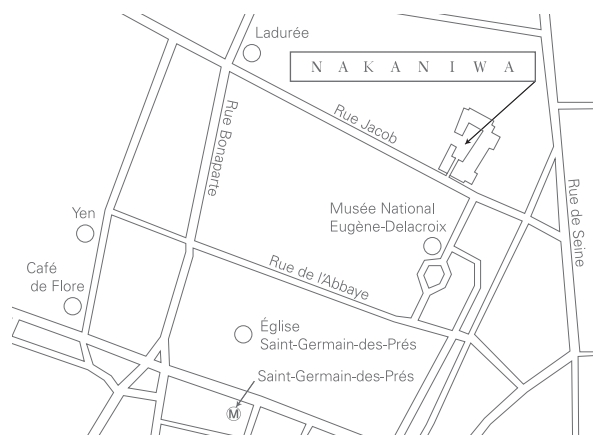 Ladurée
N A K A N I W A
Rue Jacob
Rue Bonaparte
Rue de Seine
Musée National
Eugène-Delacroix
Yen
Rue de l'Abbaye
Café
de Flore
Église
Saint-Germain-des-Prés
Saint-Germain-des-Prés
M